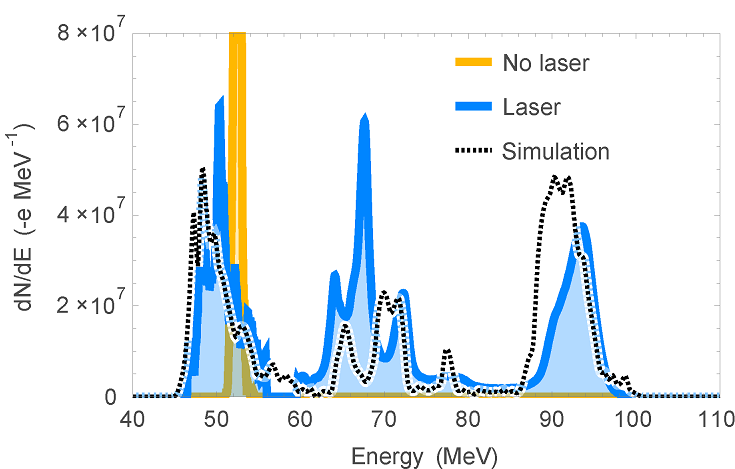 8×10⁷
6×10⁷
4×10⁷
2×10⁷
0
dN/dE (-e MeV⁻¹)
No laser
Laser
Simulation
40 50 60 70 80 90 100 110
Energy (MeV)